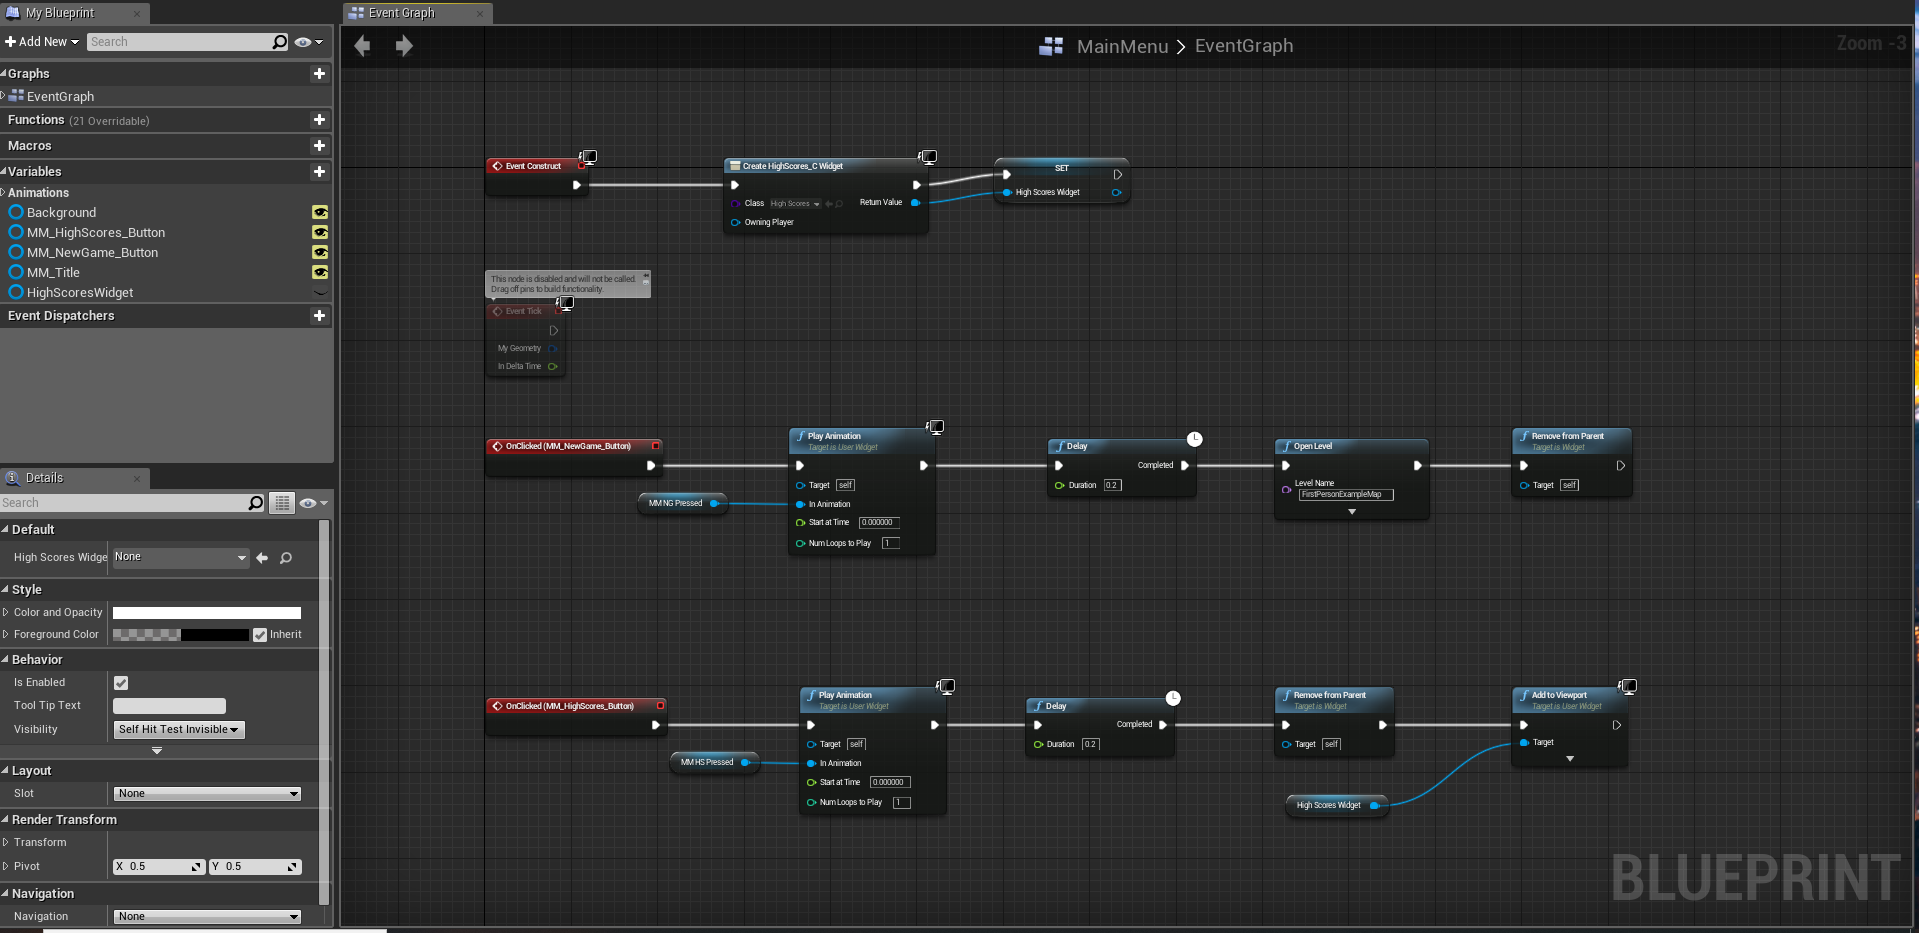 My Blueprint
Add New
Search
Graphs
EventGraph
Functions (21 Overridable)
Macros
Variables
Animations
Background
MM_HighScores_Button
MM_NewGame_Button
MM_Title
HighScoresWidget
Event Dispatchers
Details
Search
Default
High Scores Widge
None
Style
Color and Opacity
Foreground Color
Inherit
Behavior
Is Enabled
Tool Tip Text
Visibility
Self Hit Test Invisible
Layout
Slot
None
Render Transform
Transform
Pivot
X 0.5
Y 0.5
Navigation
Navigation
None
Event Graph
MainMenu > EventGraph
Zoom -3
Event Construct
Create HighScores_C Widget
Class High Scores
Return Value
Owning Player
SET
High Scores Widget
This node is disabled and will not be called.
Drag off pins to build functionality.
Event Tick
My Geometry
In Delta Time
OnClicked (MM_NewGame_Button)
MM NG Pressed
Play Animation
Target is User Widget
Target self
In Animation
Start at Time 0.000000
Num Loops to Play 1
Delay
Completed
Duration 0.2
Open Level
Level Name
FirstPersonExampleMap
Remove from Parent
Target is Widget
Target self
OnClicked (MM_HighScores_Button)
MM HS Pressed
Play Animation
Target is User Widget
Target self
In Animation
Start at Time 0.000000
Num Loops to Play 1
Delay
Completed
Duration 0.2
Remove from Parent
Target is Widget
Target self
High Scores Widget
Add to Viewport
Target is User Widget
Target
BLUEPRINT